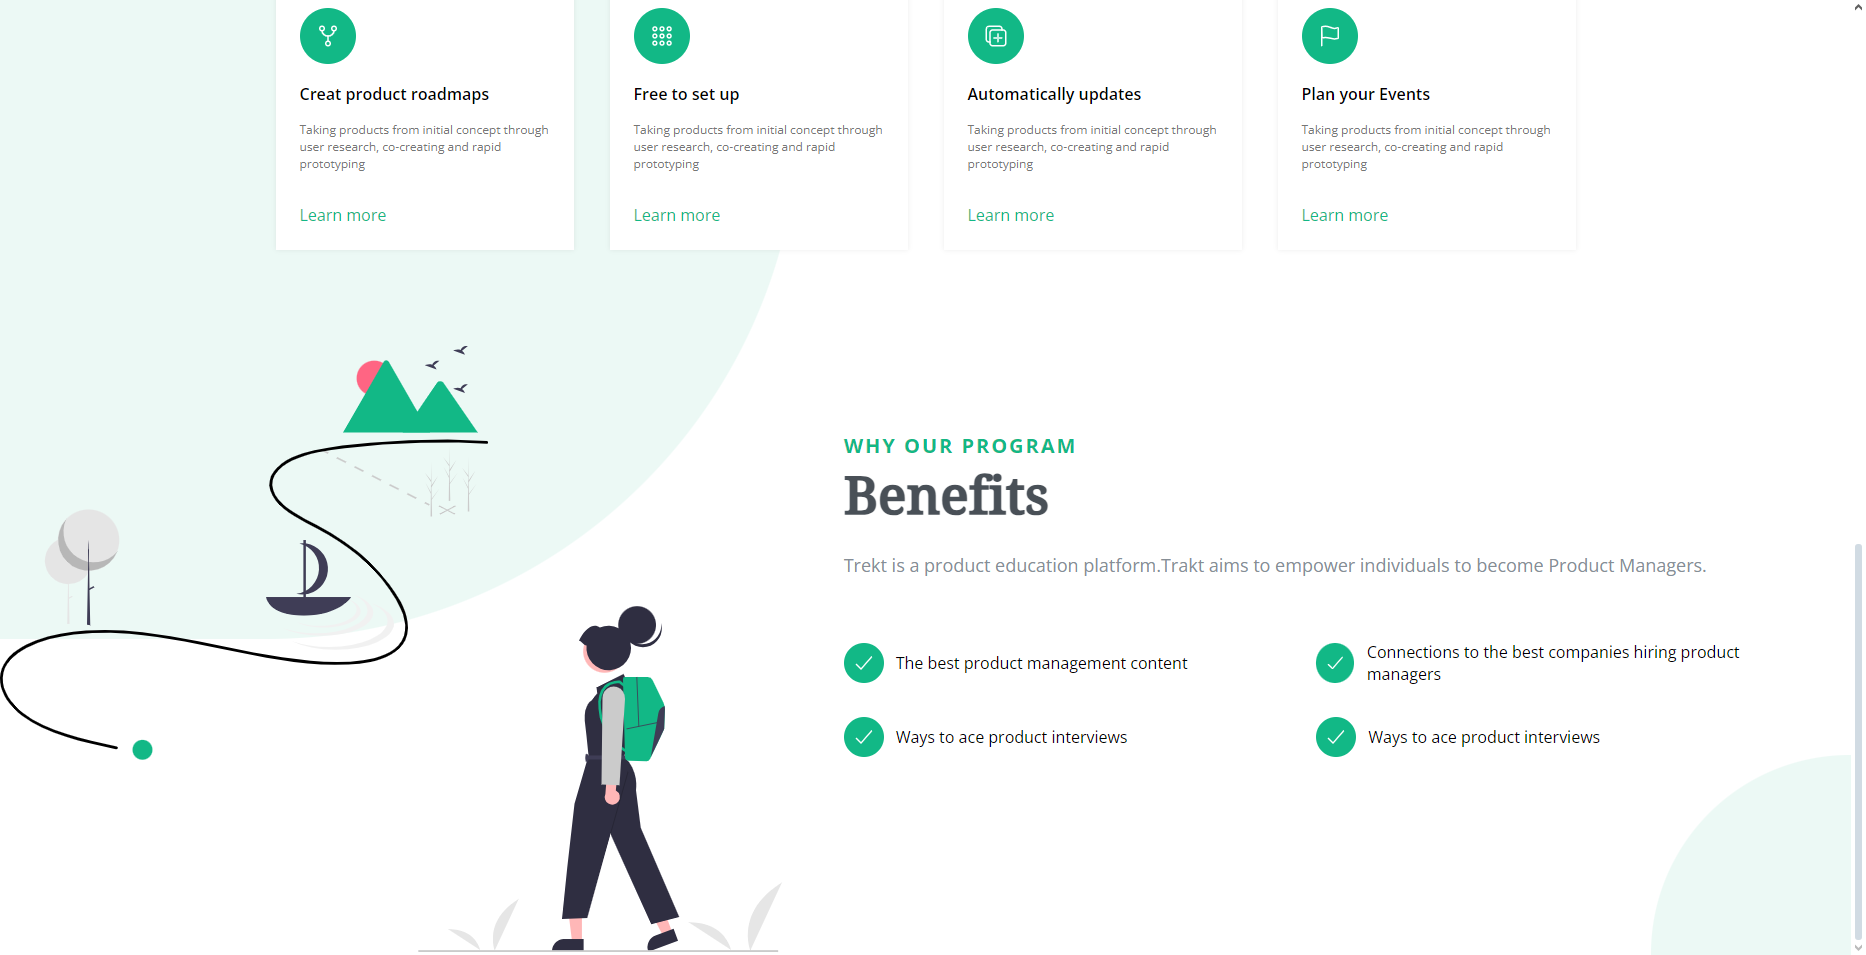 Creat product roadmaps
Taking products from initial concept through
user research, co-creating and rapid
prototyping
Learn more
Free to set up
Taking products from initial concept through
user research, co-creating and rapid
prototyping
Learn more
Automatically updates
Taking products from initial concept through
user research, co-creating and rapid
prototyping
Learn more
Plan your Events
Taking products from initial concept through
user research, co-creating and rapid
prototyping
Learn more
WHY OUR PROGRAM
Benefits
Trekt is a product education platform.Trakt aims to empower individuals to become Product Managers.
The best product management content
Connections to the best companies hiring product
managers
Ways to ace product interviews
Ways to ace product interviews